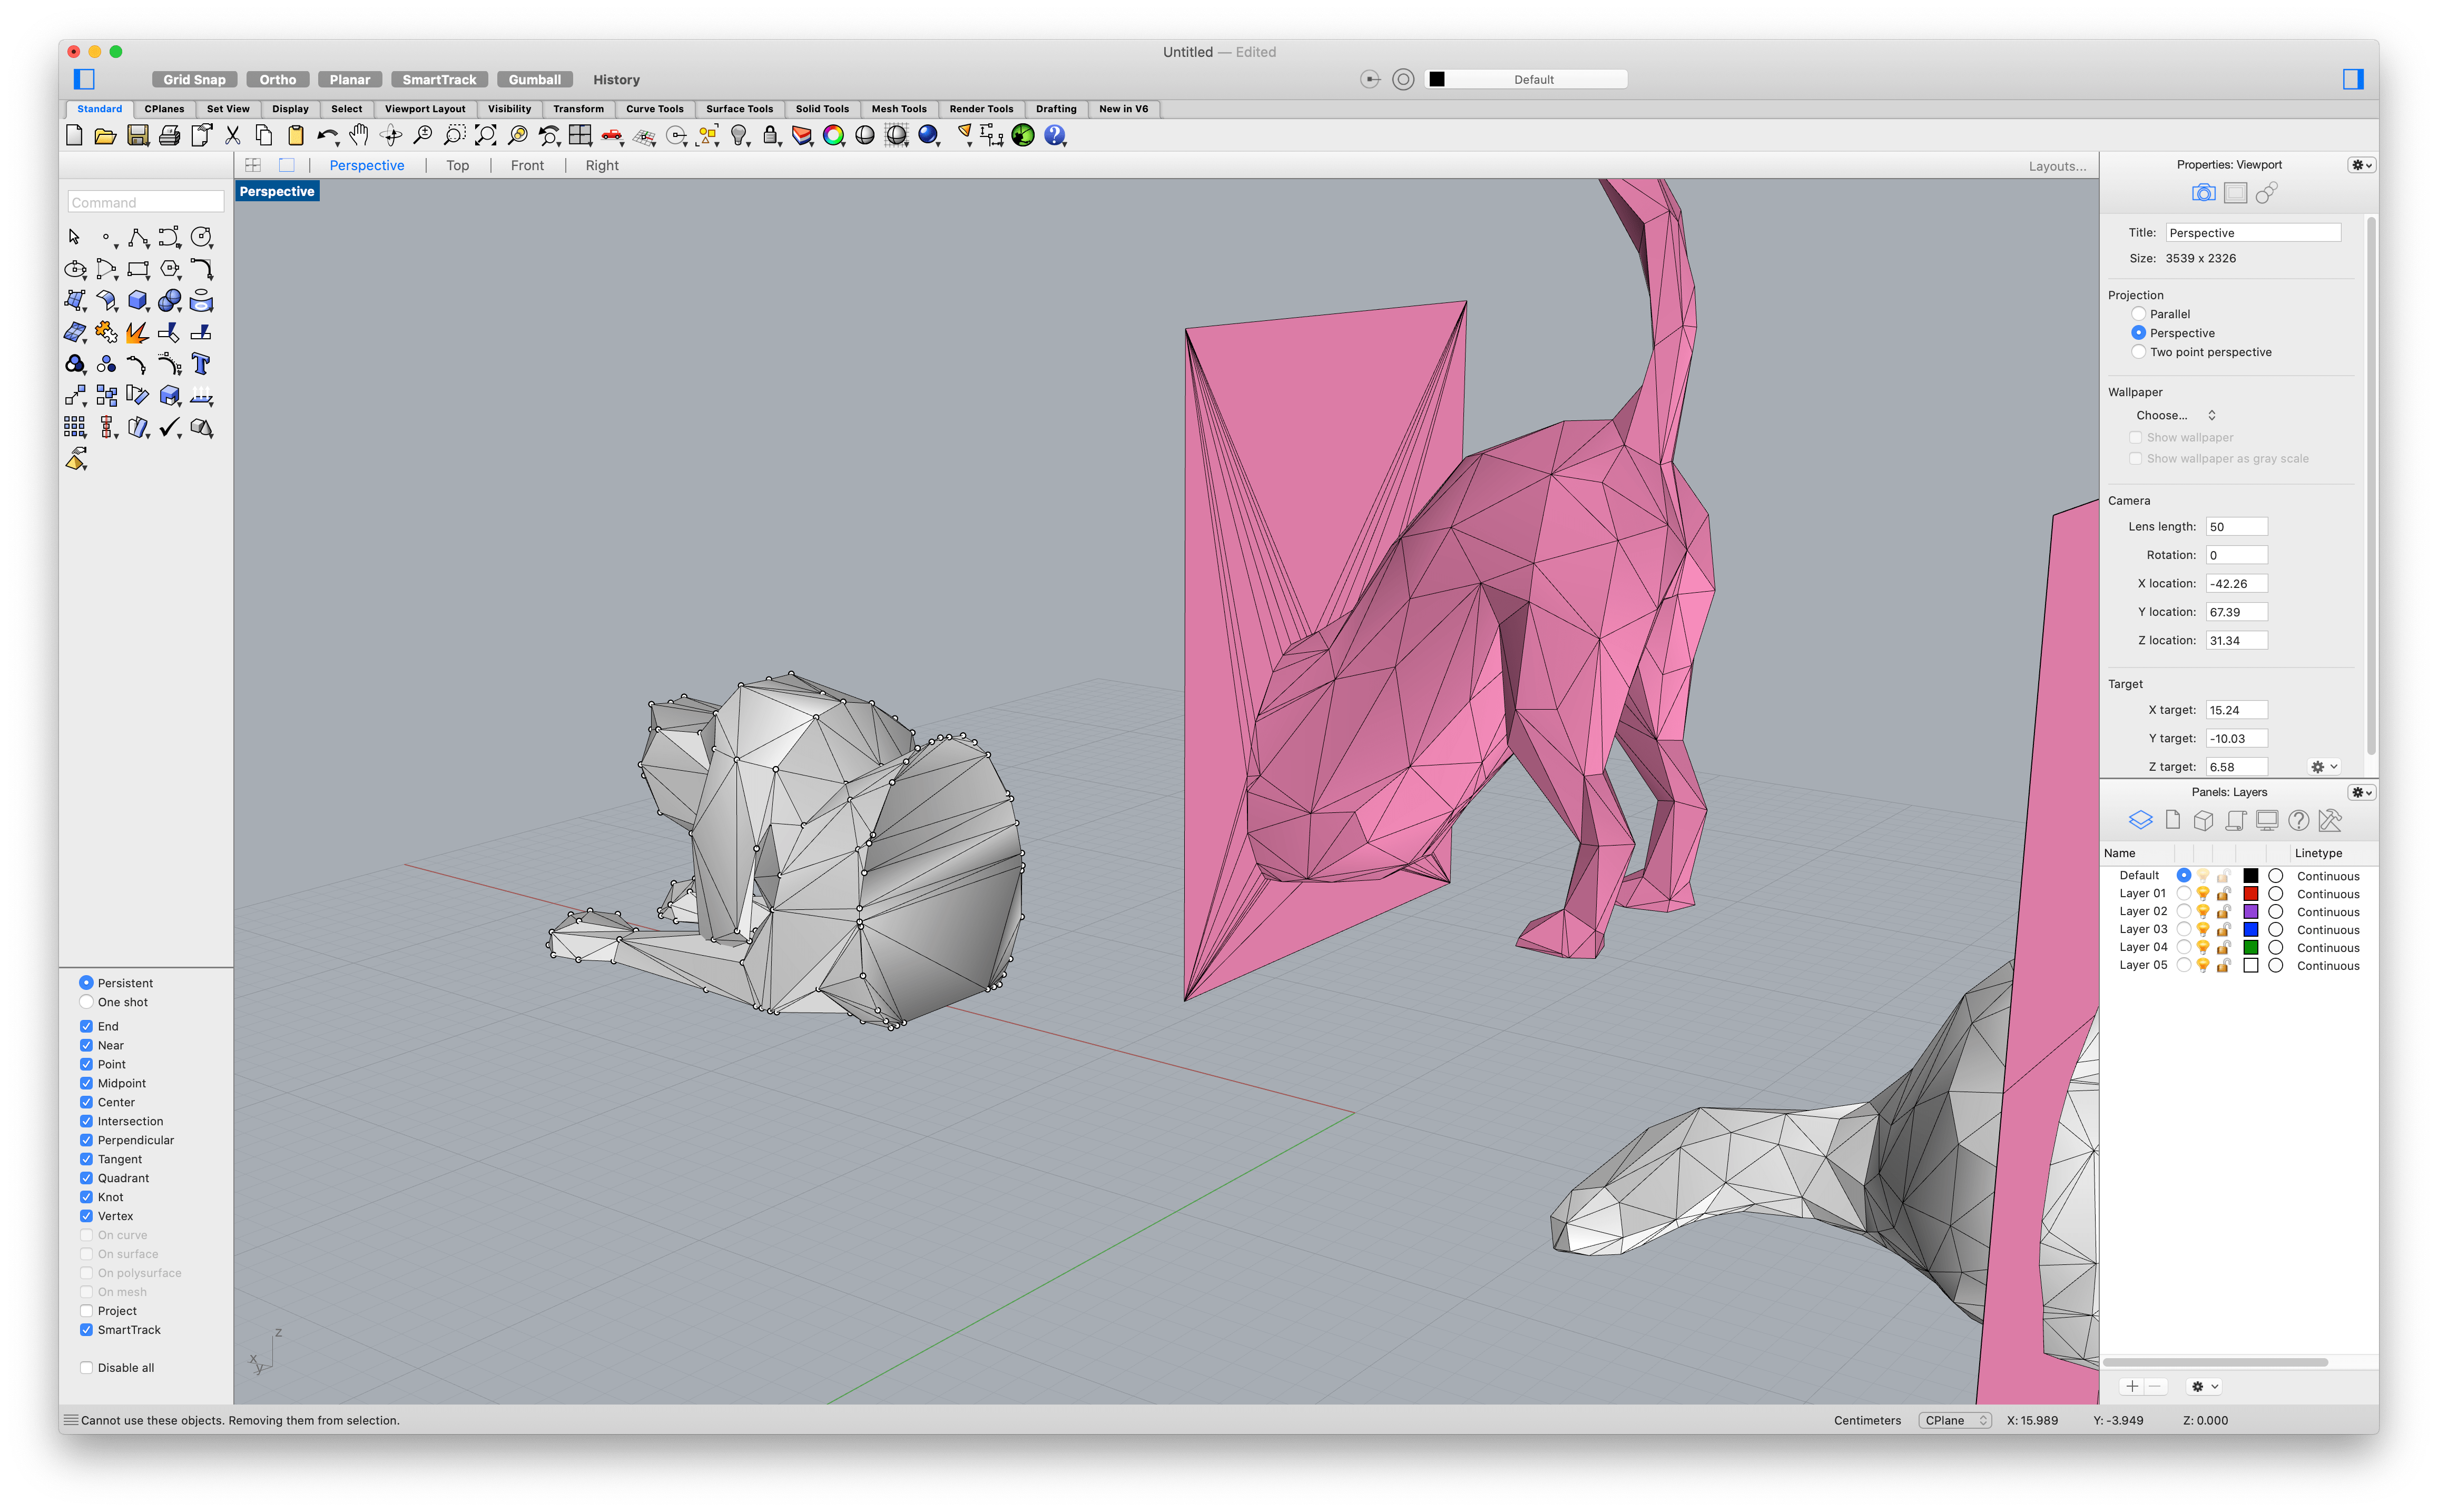 Untitled — Edited
Grid Snap Ortho Planar SmartTrack Gumball History Default
Standard CPlanes Set View Display Select Viewport Layout Visibility Transform Curve Tools Surface Tools Solid Tools Mesh Tools Render Tools Drafting New in V6
Perspective Top Front Right Layouts...
Perspective
Command
Persistent
One shot
End
Near
Point
Midpoint
Center
Intersection
Perpendicular
Tangent
Quadrant
Knot
Vertex
On curve
On surface
On polysurface
On mesh
Project
SmartTrack
Disable all
z
x
y
Properties: Viewport
Title: Perspective
Size: 3539 x 2326
Projection
Parallel
Perspective
Two point perspective
Wallpaper
Choose...
Show wallpaper
Show wallpaper as gray scale
Camera
Lens length: 50
Rotation: 0
X location: -42.26
Y location: 67.39
Z location: 31.34
Target
X target: 15.24
Y target: -10.03
Z target: 6.58
Panels: Layers
Name Linetype
Default Continuous
Layer 01 Continuous
Layer 02 Continuous
Layer 03 Continuous
Layer 04 Continuous
Layer 05 Continuous
Cannot use these objects. Removing them from selection. Centimeters CPlane X: 15.989 Y: -3.949 Z: 0.000